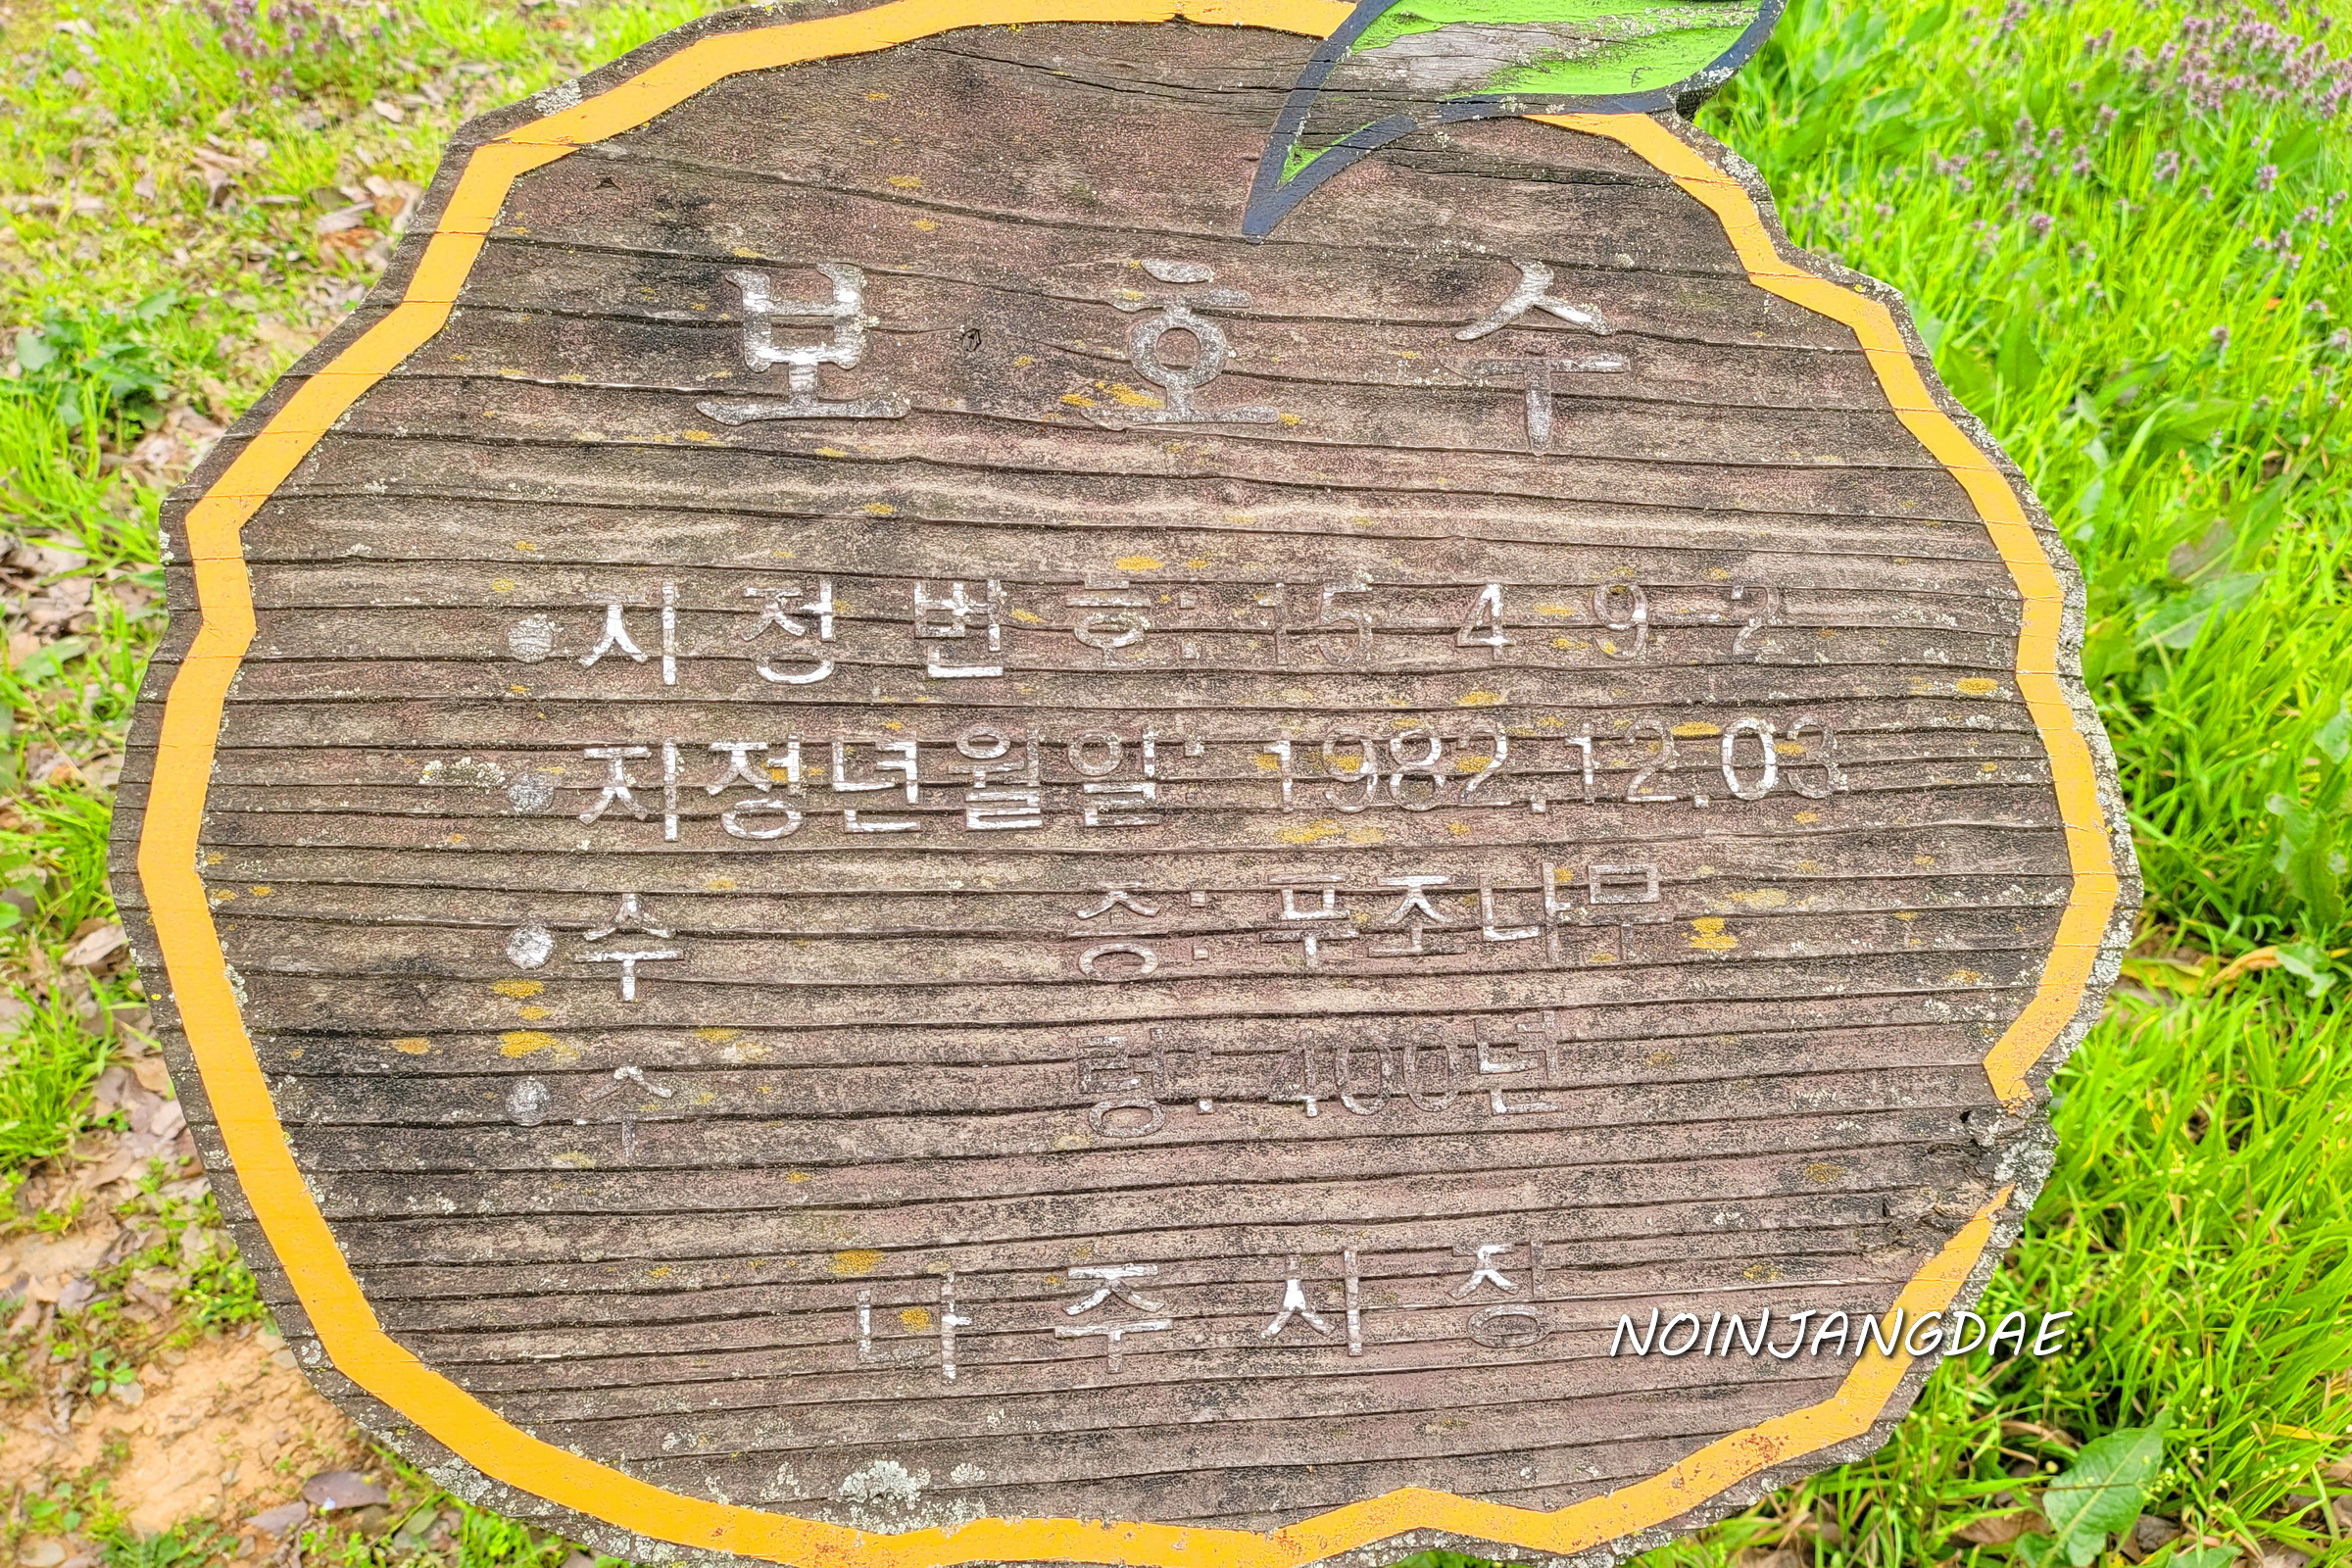 보 호 수
● 지 정 번 호 : 15 4 9 2
● 지정년월일 : 1982.12.03
● 수 종 : 푸조나무
● 수 령 : 400년
나 주 시 장
NOINJANGDAE